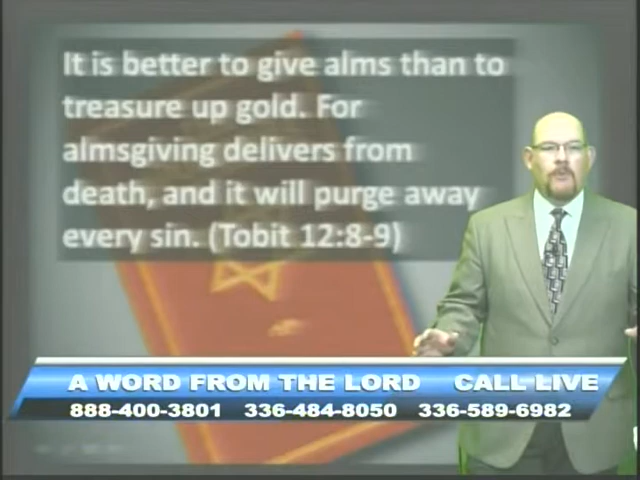 It is better to give alms than to
treasure up gold. For
almsgiving delivers from
death, and it will purge away
every sin. (Tobit 12:8-9)
A WORD FROM THE LORD CALL LIVE
888-400-3801 336-484-8050 336-589-6982